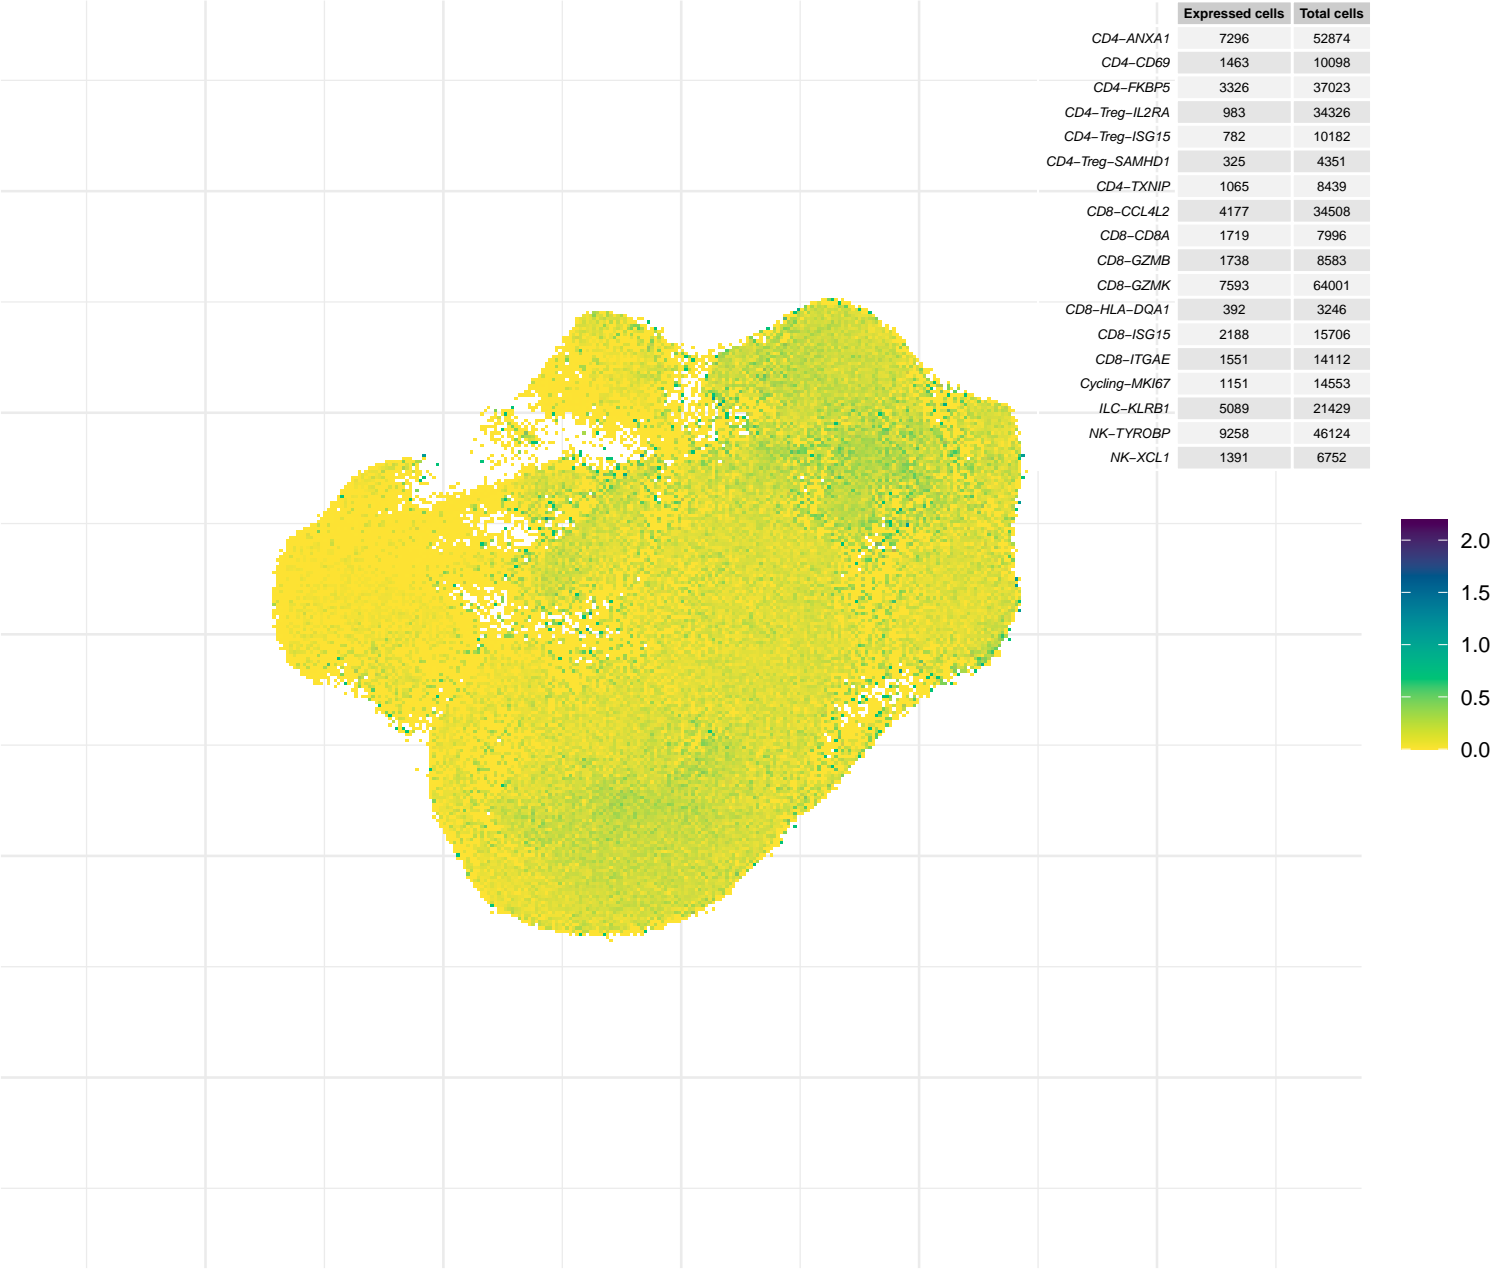 Expressed cells Total cells
CD4−ANXA1 7296 52874
CD4−CD69 1463 10098
CD4−FKBP5 3326 37023
CD4−Treg−IL2RA 983 34326
CD4−Treg−ISG15 782 10182
CD4−Treg−SAMHD1 325 4351
CD4−TXNIP 1065 8439
CD8−CCL4L2 4177 34508
CD8−CD8A 1719 7996
CD8−GZMB 1738 8583
CD8−GZMK 7593 64001
CD8−HLA−DQA1 392 3246
CD8−ISG15 2188 15706
CD8−ITGAE 1551 14112
Cycling−MKI67 1151 14553
ILC−KLRB1 5089 21429
NK−TYROBP 9258 46124
NK−XCL1 1391 6752
2.0
1.5
1.0
0.5
0.0